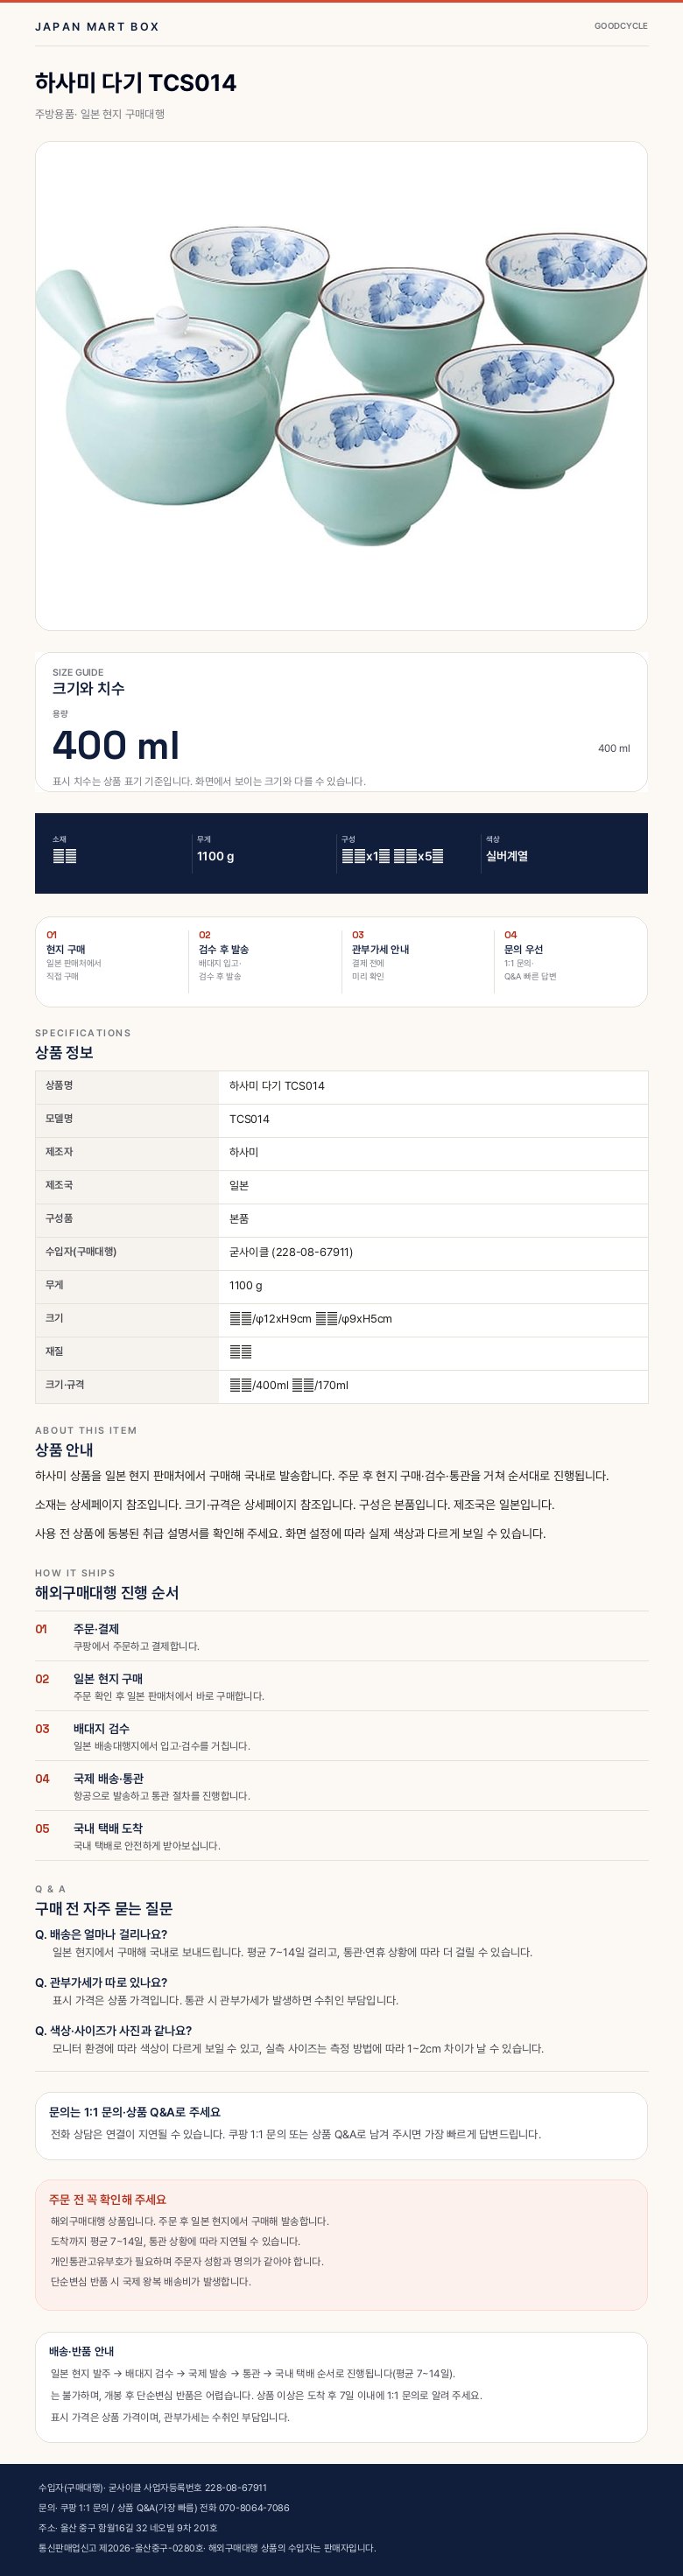 JAPAN MART BOX
GOODCYCLE
하사미 다기 TCS014
주방용품· 일본 현지 구매대행
SIZE GUIDE
크기와 치수
용량
400 ml
400 ml
표시 치수는 상품 표기 기준입니다. 화면에서 보이는 크기와 다를 수 있습니다.
소재
무게
1100 g
구성
x1 x5
색상
실버계열
01
현지 구매
일본 판매처에서
직접 구매
02
검수 후 발송
배대지 입고·
검수 후 발송
03
관부가세 안내
결제 전에
미리 확인
04
문의 우선
1:1 문의·
Q&A 빠른 답변
SPECIFICATIONS
상품 정보
상품명 하사미 다기 TCS014
모델명 TCS014
제조자 하사미
제조국 일본
구성품 본품
수입자(구매대행) 굳사이클 (228-08-67911)
무게 1100 g
크기 /φ12xH9cm /φ9xH5cm
재질
크기·규격 /400ml /170ml
ABOUT THIS ITEM
상품 안내
하사미 상품을 일본 현지 판매처에서 구매해 국내로 발송합니다. 주문 후 현지 구매·검수·통관을 거쳐 순서대로 진행됩니다.
소재는 상세페이지 참조입니다. 크기·규격은 상세페이지 참조입니다. 구성은 본품입니다. 제조국은 일본입니다.
사용 전 상품에 동봉된 취급 설명서를 확인해 주세요. 화면 설정에 따라 실제 색상과 다르게 보일 수 있습니다.
HOW IT SHIPS
해외구매대행 진행 순서
01 주문·결제
쿠팡에서 주문하고 결제합니다.
02 일본 현지 구매
주문 확인 후 일본 판매처에서 바로 구매합니다.
03 배대지 검수
일본 배송대행지에서 입고·검수를 거칩니다.
04 국제 배송·통관
항공으로 발송하고 통관 절차를 진행합니다.
05 국내 택배 도착
국내 택배로 안전하게 받아보십니다.
Q & A
구매 전 자주 묻는 질문
Q. 배송은 얼마나 걸리나요?
일본 현지에서 구매해 국내로 보내드립니다. 평균 7~14일 걸리고, 통관·연휴 상황에 따라 더 걸릴 수 있습니다.
Q. 관부가세가 따로 있나요?
표시 가격은 상품 가격입니다. 통관 시 관부가세가 발생하면 수취인 부담입니다.
Q. 색상·사이즈가 사진과 같나요?
모니터 환경에 따라 색상이 다르게 보일 수 있고, 실측 사이즈는 측정 방법에 따라 1~2cm 차이가 날 수 있습니다.
문의는 1:1 문의·상품 Q&A로 주세요
전화 상담은 연결이 지연될 수 있습니다. 쿠팡 1:1 문의 또는 상품 Q&A로 남겨 주시면 가장 빠르게 답변드립니다.
주문 전 꼭 확인해 주세요
해외구매대행 상품입니다. 주문 후 일본 현지에서 구매해 발송합니다.
도착까지 평균 7~14일, 통관 상황에 따라 지연될 수 있습니다.
개인통관고유부호가 필요하며 주문자 성함과 명의가 같아야 합니다.
단순변심 반품 시 국제 왕복 배송비가 발생합니다.
배송·반품 안내
일본 현지 발주 → 배대지 검수 → 국제 발송 → 통관 → 국내 택배 순서로 진행됩니다(평균 7~14일).
는 불가하며, 개봉 후 단순변심 반품은 어렵습니다. 상품 이상은 도착 후 7일 이내에 1:1 문의로 알려 주세요.
표시 가격은 상품 가격이며, 관부가세는 수취인 부담입니다.
수입자(구매대행)· 굳사이클 사업자등록번호 228-08-67911
문의· 쿠팡 1:1 문의 / 상품 Q&A(가장 빠름) 전화 070-8064-7086
주소· 울산 중구 함월16길 32 네오빌 9차 201호
통신판매업신고 제2026-울산중구-0280호· 해외구매대행 상품의 수입자는 판매자입니다.